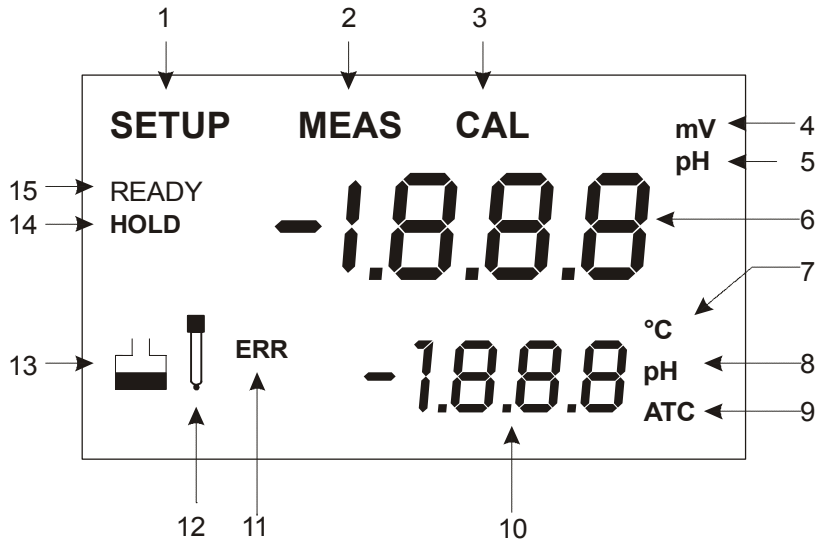 1 2 3
SETUP MEAS CAL
mV 4
pH 5
15 READY
14 HOLD
-1.8.8.8 6
7
°C
13 ERR -1.8.8.8 pH 8
ATC 9
12 11 10